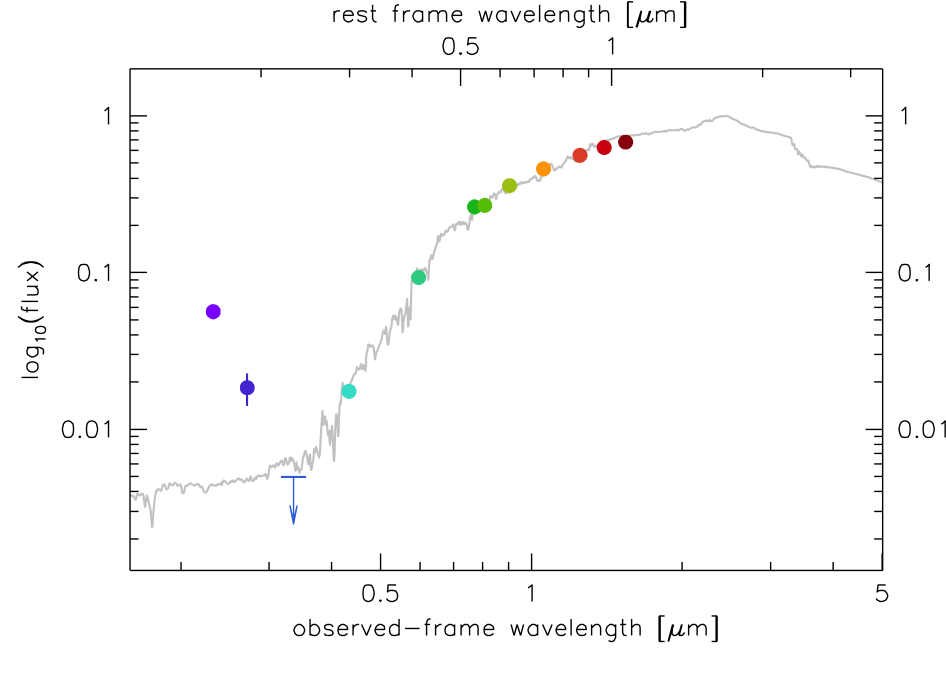 rest frame wavelength [μm]
0.5 1
1 1
0.1 0.1
0.01 0.01
log10(flux)
0.5 1 5
observed-frame wavelength [μm]